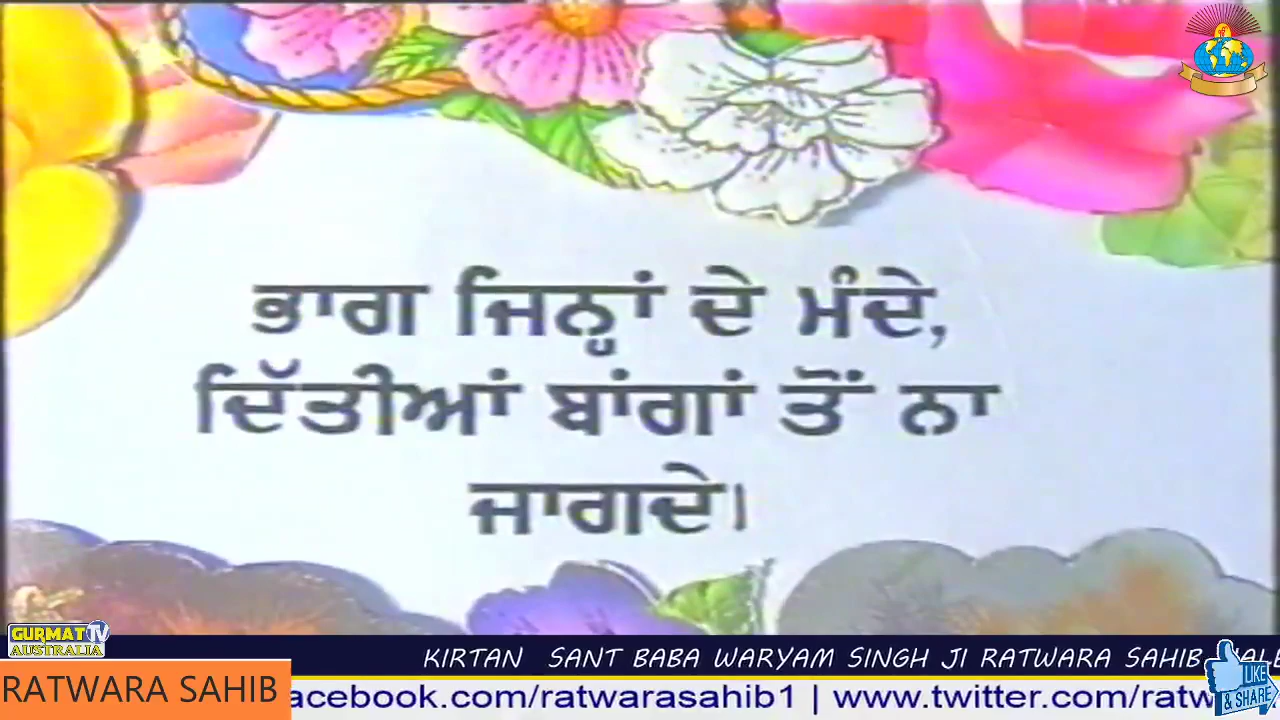 ਭਾਗ ਜਿਨ੍ਹਾਂ ਦੇ ਮੰਦੇ,
ਦਿੱਤੀਆਂ ਬਾਂਗਾਂ ਤੋਂ ਨਾ
ਜਾਗਦੇ।
GURMAT TV
AUSTRALIA
KIRTAN SANT BABA WARYAM SINGH JI RATWARA SAHIB
LIKE
& SHARE
RATWARA SAHIB
acebook.com/ratwarasahib1 | www.twitter.com/ratw